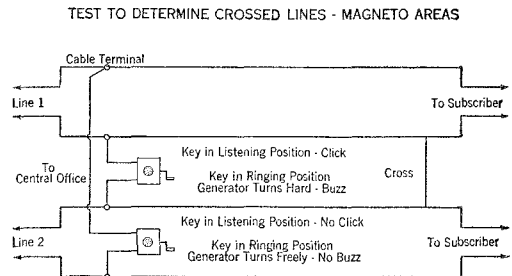 TEST TO DETERMINE CROSSED LINES - MAGNETO AREAS
Cable Terminal
Line 1
To Subscriber
Key in Listening Position - Click
To
Central Office
Key in Ringing Position
Generator Turns Hard - Buzz
Cross
Key in Listening Position - No Click
Line 2
Key in Ringing Position
Generator Turns Freely - No Buzz
To Subscriber